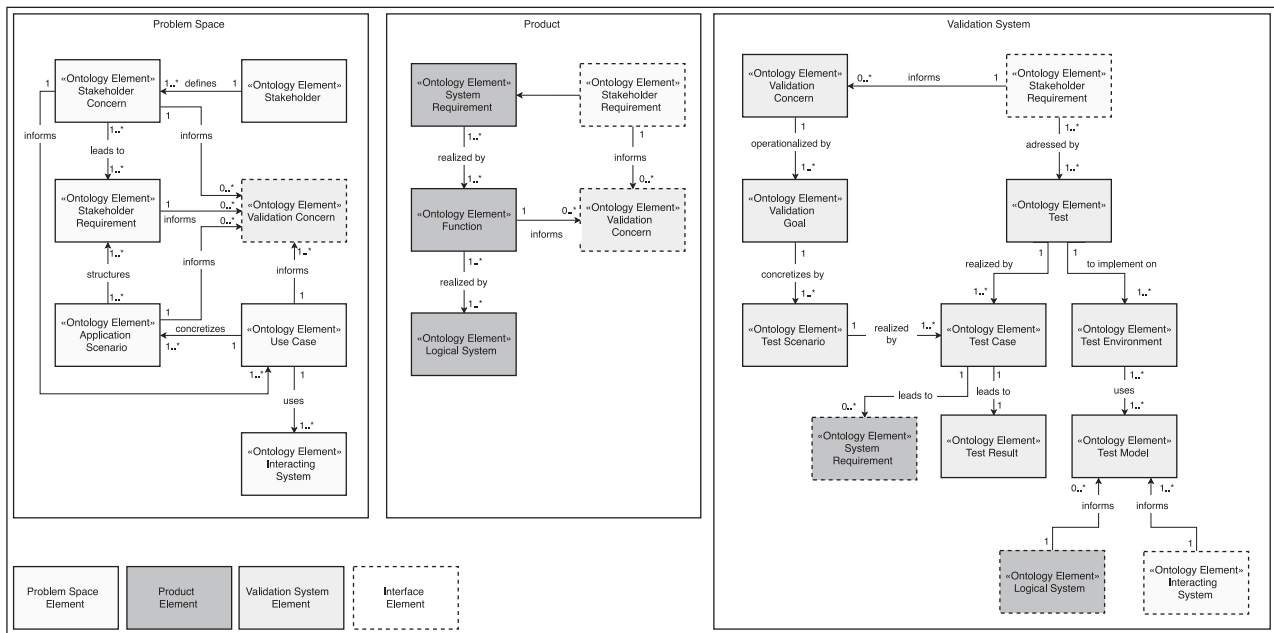 Problem Space
«Ontology Element»
Stakeholder
Concern
1
1..*
defines
1
«Ontology Element»
Stakeholder
informs
1..*
leads to
1..*
1
informs
0..*
«Ontology Element»
Stakeholder
Requirement
1
informs
0..*
0..*
«Ontology Element»
Validation Concern
1..*
structures
1..*
informs
1
1..*
informs
1
«Ontology Element»
Application
Scenario
concretizes
1..*
1
«Ontology Element»
Use Case
1..*
1
uses
1..*
«Ontology Element»
Interacting
System
Product
«Ontology Element»
System
Requirement
«Ontology Element»
Stakeholder
Requirement
1..*
realized by
1..*
1
informs
0..*
«Ontology Element»
Function
1
0..*
informs
«Ontology Element»
Validation
Concern
1..*
realized by
1..*
«Ontology Element»
Logical System
Validation System
«Ontology Element»
Validation
Concern
0..*
informs
1
«Ontology Element»
Stakeholder
Requirement
1
operationalized by
1..*
1..*
adressed by
1..*
«Ontology Element»
Validation
Goal
«Ontology Element»
Test
1
concretizes by
1..*
1
realized by
1..*
1
to implement on
1..*
«Ontology Element»
Test Scenario
1
realized
by
1..*
«Ontology Element»
Test Case
«Ontology Element»
Test Environment
1
leads to
0..*
1
leads to
1
1..*
uses
1..*
«Ontology Element»
System
Requirement
«Ontology Element»
Test Result
«Ontology Element»
Test Model
0..*
informs
1
1..*
informs
1
«Ontology Element»
Logical System
«Ontology Element»
Interacting
System
Problem Space
Element
Product
Element
Validation System
Element
Interface
Element